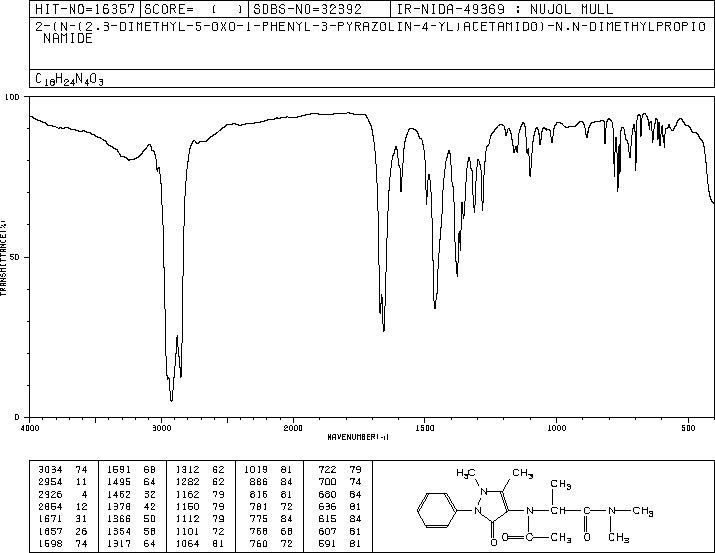 HIT-NO=16357 SCORE= ( ) SDBS-NO=32392 IR-NIDA-49369 : NUJOL MULL
2-(N-(2,3-DIMETHYL-5-OXO-1-PHENYL-3-PYRAZOLIN-4-YL)ACETAMIDO)-N,N-DIMETHYLPROPIO
NAMIDE
C18H24N4O3
100
50
0
TRANSMITTANCE(%)
4000 3000 2000 1500 1000 500
WAVENUMBER(-1)
3034 74 1591 68 1312 62 1019 81 722 79
2954 11 1495 64 1282 62 886 84 700 74
2926 4 1462 32 1162 79 816 81 680 84
2854 12 1378 42 1150 79 781 72 636 81
1671 31 1366 50 1112 79 775 84 615 84
1657 26 1354 58 1101 72 768 68 607 81
1598 74 1317 64 1064 81 760 72 591 81
H3C CH3
CH3
N
N
O
N CH C N CH3
O CH3
O C CH3